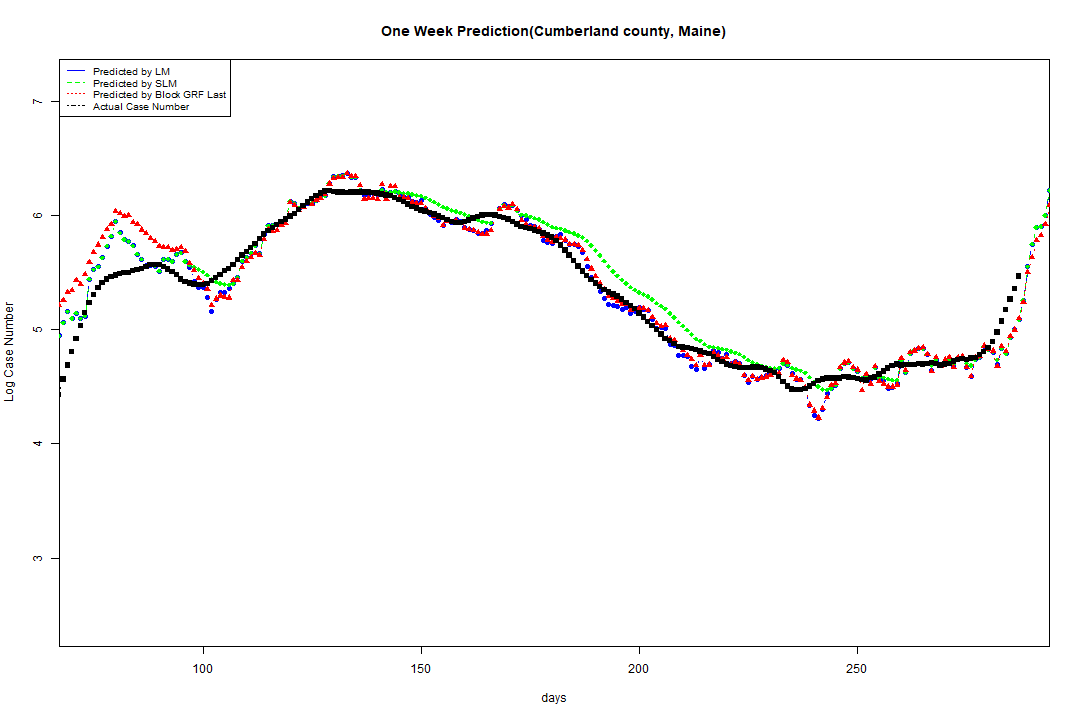 One Week Prediction(Cumberland county, Maine)
Predicted by LM
Predicted by SLM
Predicted by Block GRF Last
Actual Case Number
7
6
5
4
3
Log Case Number
100 150 200 250
days